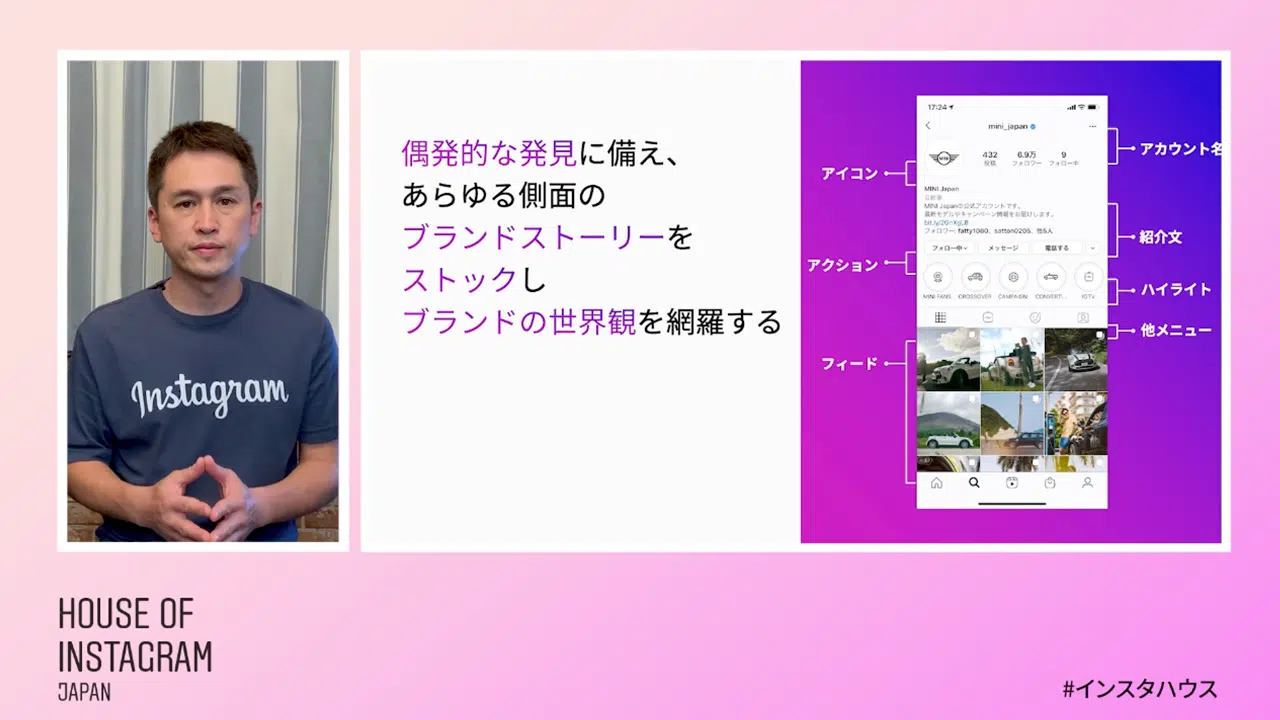 Instagram
偶発的な発見に備え、
あらゆる側面の
ブランドストーリーを
ストックし
ブランドの世界観を網羅する
アイコン
アクション
フィード
17:24
mini_japan
432
投稿
6.9万
フォロワー
9
フォロー中
MINI Japan
自動車
MINI Japanの公式アカウントです。
最新モデルやキャンペーン情報をお届けします。
フォロワー: fatty1080、satton0205、他5人
フォロー中
メッセージ
電話する
MINI FANS
CROSSOVER
CAMPAIGN
CONVERTI...
IGTV
アカウント名
紹介文
ハイライト
他メニュー
HOUSE OF
INSTAGRAM
JAPAN
#インスタハウス